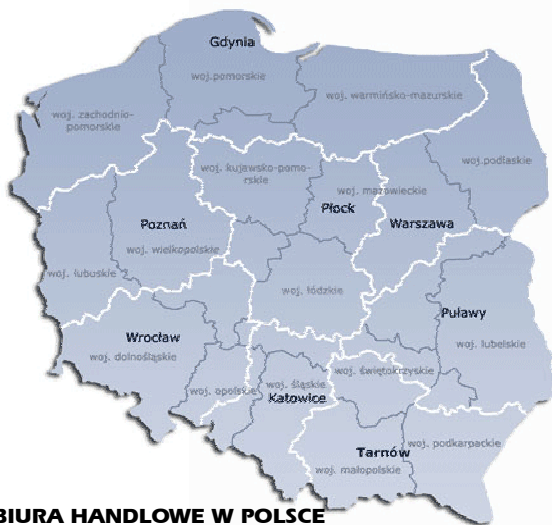 Gdynia
woj.pomorskie
woj. warmińsko-mazurskie
woj. zachodnio-
pomorskie
woj.podlaskie
woj. kujawsko-pomo-
rskie
woj. mazowieckie
Płock
Poznań
Warszawa
woj. wielkopolskie
woj. lubuskie
woj. łódzkie
Puławy
Wrocław
woj. lubelskie
woj. dolnośląskie
woj. świętokrzyskie
woj. śląskie
woj. opolskie
Katowice
woj. podkarpackie
Tarnów
woj. małopolskie
BIURA HANDLOWE W POLSCE